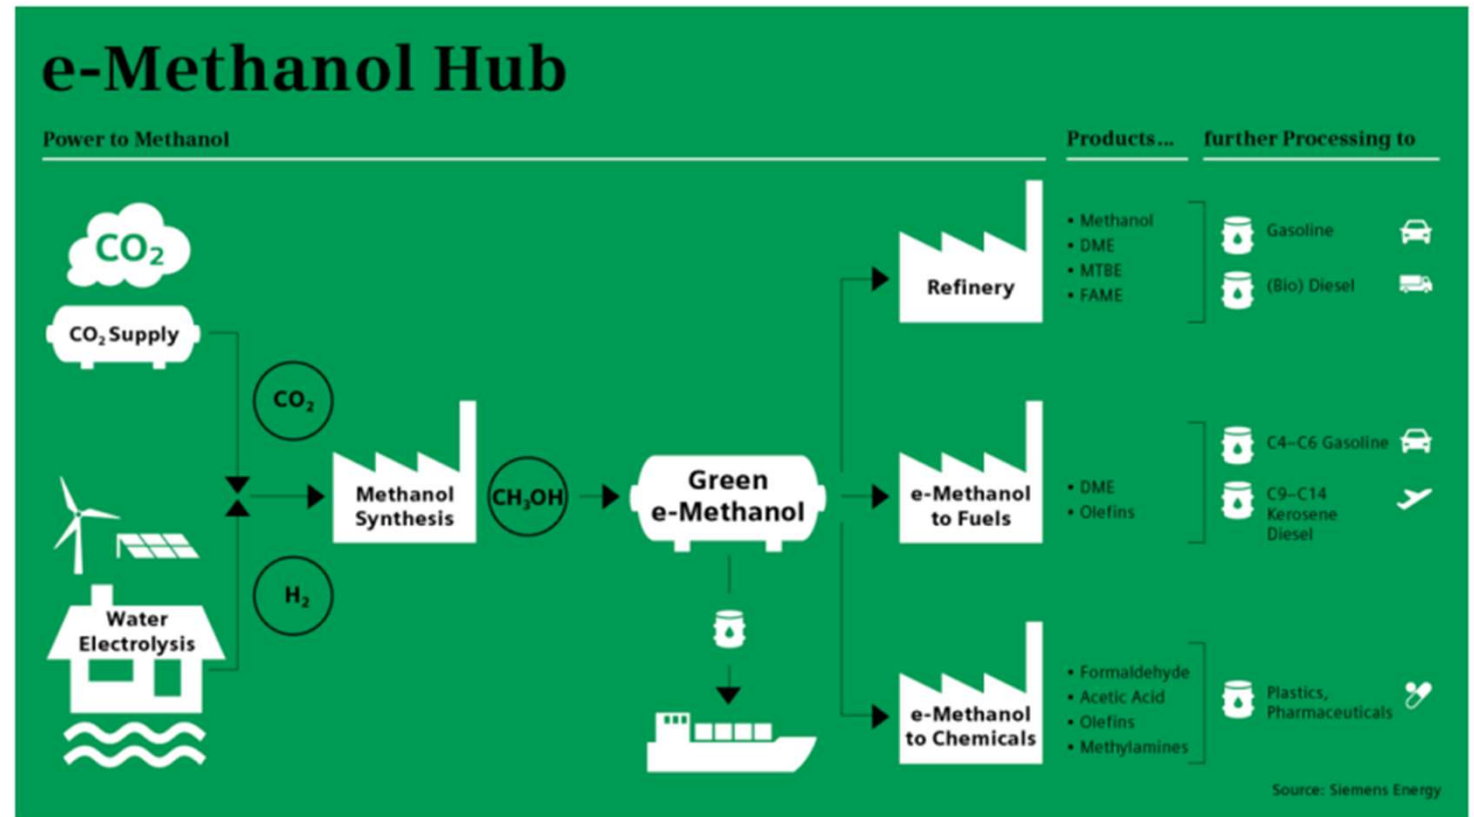 e-Methanol Hub
Power to Methanol
Products...
further Processing to
CO₂
CO₂ Supply
CO₂
Water
Electrolysis
H₂
Methanol
Synthesis
CH₃OH
Green
e-Methanol
Refinery
• Methanol
• DME
• MTBE
• FAME
Gasoline
(Bio) Diesel
e-Methanol
to Fuels
• DME
• Olefins
C4–C6 Gasoline
C9–C14
Kerosene
Diesel
e-Methanol
to Chemicals
• Formaldehyde
• Acetic Acid
• Olefins
• Methylamines
Plastics,
Pharmaceuticals
Source: Siemens Energy